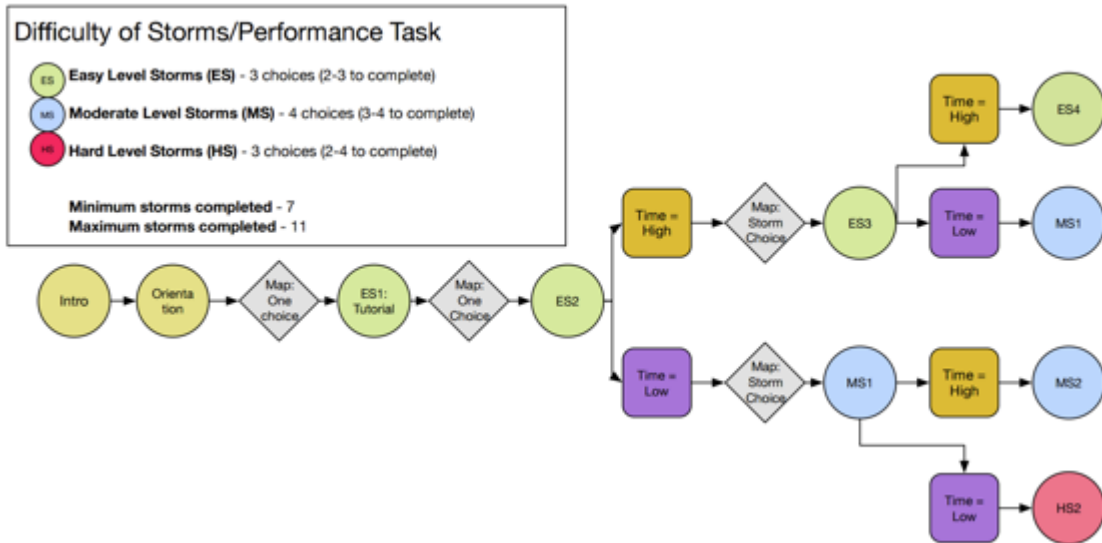 Difficulty of Storms/Performance Task
ES
Easy Level Storms (ES) - 3 choices (2-3 to complete)
MS
Moderate Level Storms (MS) - 4 choices (3-4 to complete)
HS
Hard Level Storms (HS) - 3 choices (2-4 to complete)
Minimum storms completed - 7
Maximum storms completed - 11
Intro
Orienta
tion
Map:
One
choice
ES1:
Tutorial
Map:
One
Choice
ES2
Time =
High
Map:
Storm
Choice
ES3
Time =
High
ES4
Time =
Low
MS1
Time =
Low
Map:
Storm
Choice
MS1
Time =
High
MS2
Time =
Low
HS2